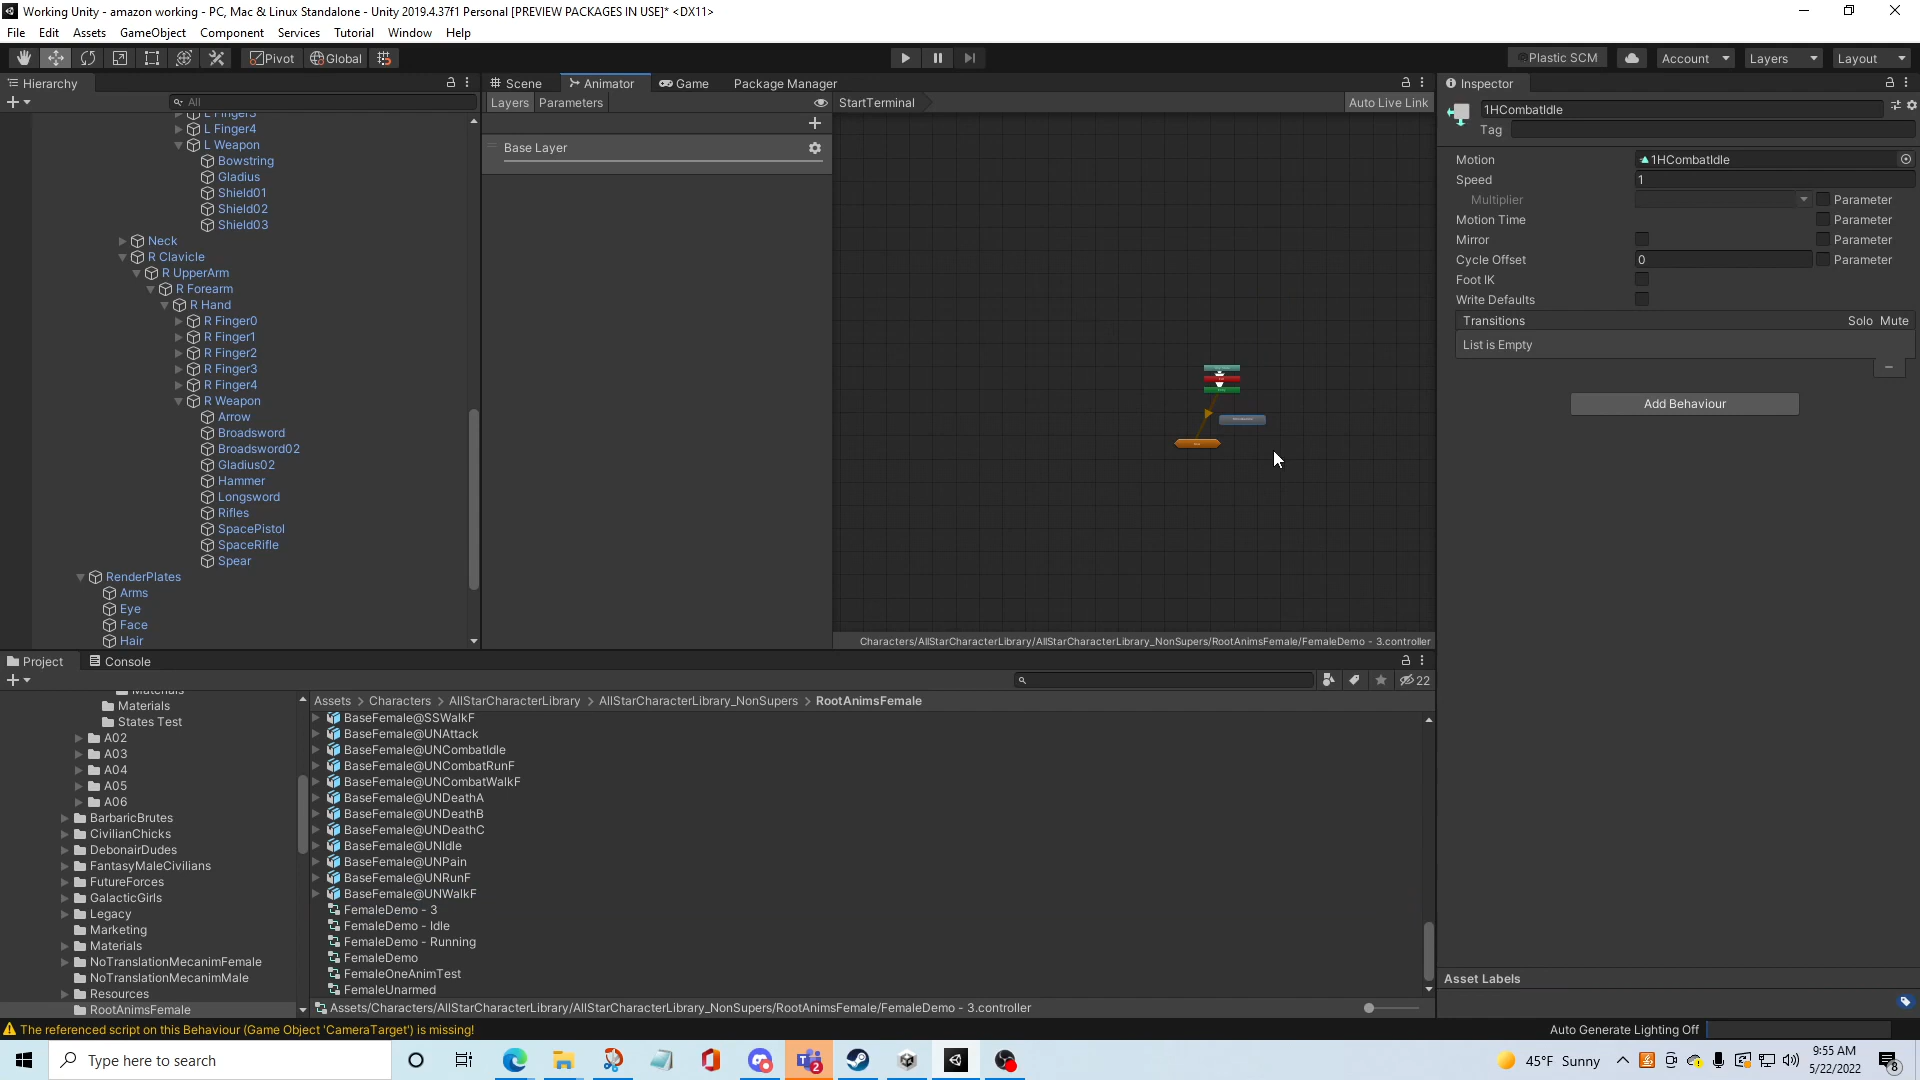 Working Unity - amazon working - PC, Mac & Linux Standalone - Unity 2019.4.37f1 Personal [PREVIEW PACKAGES IN USE]* <DX11>
File Edit Assets GameObject Component Services Tutorial Window Help
Pivot Global Plastic SCM Account Layers Layout
Hierarchy
All
L Finger3
L Finger4
L Weapon
Bowstring
Gladius
Shield01
Shield02
Shield03
Neck
R Clavicle
R UpperArm
R Forearm
R Hand
R Finger0
R Finger1
R Finger2
R Finger3
R Finger4
R Weapon
Arrow
Broadsword
Broadsword02
Gladius02
Hammer
Longsword
Rifles
SpacePistol
SpaceRifle
Spear
RenderPlates
Arms
Eye
Face
Hair
Scene Animator Game Package Manager
Layers Parameters StartTerminal Auto Live Link
Base Layer
Characters/AllStarCharacterLibrary/AllStarCharacterLibrary_NonSupers/RootAnimsFemale/FemaleDemo - 3.controller
Inspector
1HCombatIdle
Tag
Motion 1HCombatIdle
Speed 1
Multiplier Parameter
Motion Time Parameter
Mirror Parameter
Cycle Offset 0 Parameter
Foot IK
Write Defaults
Transitions Solo Mute
List is Empty
Add Behaviour
Asset Labels
Project Console
22
Materials
Materials
States Test
A02
A03
A04
A05
A06
BarbaricBrutes
CivilianChicks
DebonairDudes
FantasyMaleCivilians
FutureForces
GalacticGirls
Legacy
Marketing
Materials
NoTranslationMecanimFemale
NoTranslationMecanimMale
Resources
RootAnimsFemale
Assets > Characters > AllStarCharacterLibrary > AllStarCharacterLibrary_NonSupers > RootAnimsFemale
BaseFemale@SSWalkF
BaseFemale@UNAttack
BaseFemale@UNCombatIdle
BaseFemale@UNCombatRunF
BaseFemale@UNCombatWalkF
BaseFemale@UNDeathA
BaseFemale@UNDeathB
BaseFemale@UNDeathC
BaseFemale@UNIdle
BaseFemale@UNPain
BaseFemale@UNRunF
BaseFemale@UNWalkF
FemaleDemo - 3
FemaleDemo - Idle
FemaleDemo - Running
FemaleDemo
FemaleOneAnimTest
FemaleUnarmed
Assets/Characters/AllStarCharacterLibrary/AllStarCharacterLibrary_NonSupers/RootAnimsFemale/FemaleDemo - 3.controller
The referenced script on this Behaviour (Game Object 'CameraTarget') is missing!
Auto Generate Lighting Off
Type here to search
2
45°F Sunny
9:55 AM
5/22/2022
8